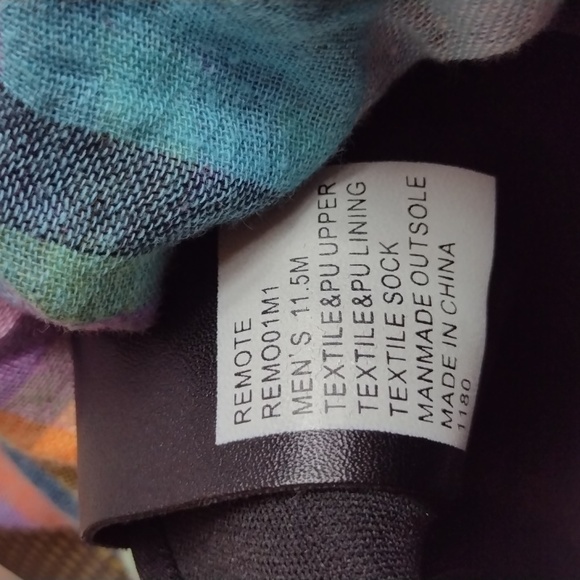 REMOTE
REMO01M1
MEN'S 11.5M
TEXTILE&PU UPPER
TEXTILE&PU LINING
TEXTILE SOCK
MANMADE OUTSOLE
MADE IN CHINA
1180